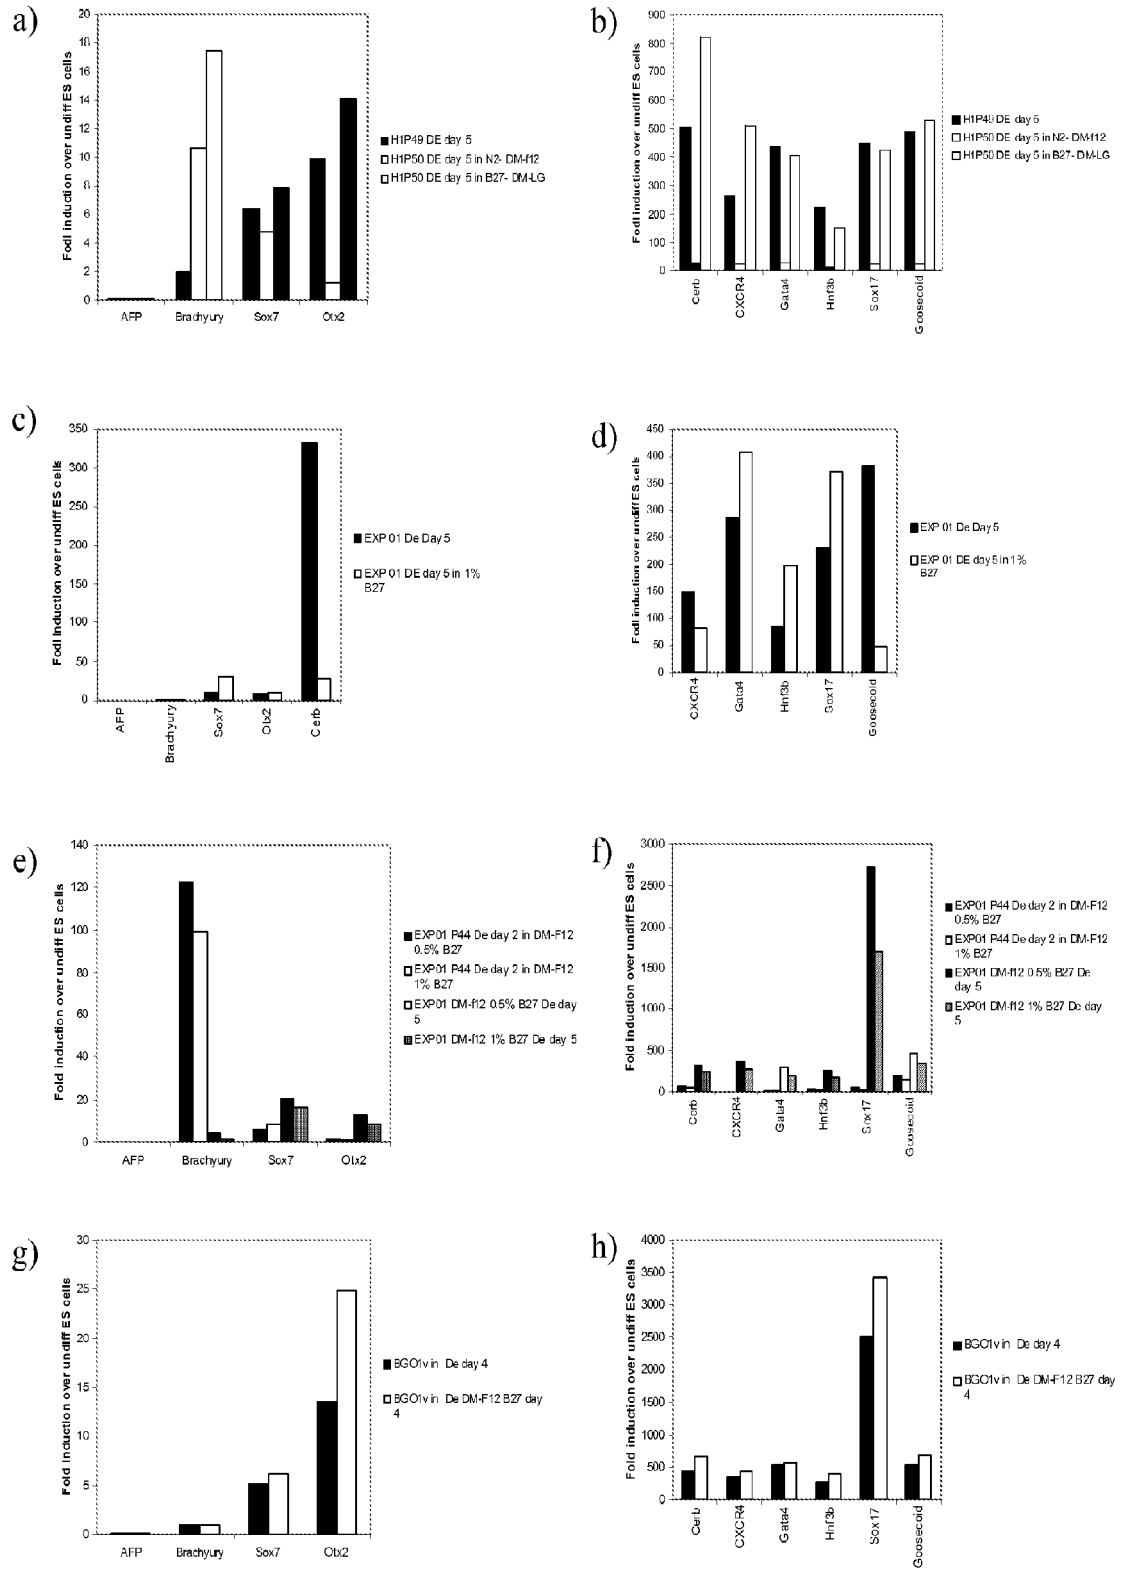 a)
Fodl induction over undiff ES cells
20
18
16
14
12
10
8
6
4
2
0
AFP
Brachyury
Sox7
Otx2
H1P49 DE day 5
H1P50 DE day 5 in N2- DM-f12
H1P50 DE day 5 in B27- DM-LG
b)
Fodl induction over undiff ES cells
900
800
700
600
500
400
300
200
100
0
Cerb
CXCR4
Gata4
Hnf3b
Sox17
Goosecoid
H1P49 DE day 5
H1P50 DE day 5 in N2- DM-f12
H1P50 DE day 5 in B27- DM-LG
c)
Fodl induction over undiff ES cells
350
300
250
200
150
100
50
0
AFP
Brachyury
Sox7
Otx2
Cerb
EXP 01 De Day 5
EXP 01 DE day 5 in 1%
B27
d)
Fodl induction over undiff ES cells
450
400
350
300
250
200
150
100
50
0
CXCR4
Gata4
Hnf3b
Sox17
Goosecoid
EXP 01 De Day 5
EXP 01 DE day 5 in 1%
B27
e)
Fold induction over undiff ES cells
140
120
100
80
60
40
20
0
AFP
Brachyury
Sox7
Otx2
EXP01 P44 De day 2 in DM-F12
0.5% B27
EXP01 P44 De day 2 in DM-F12
1% B27
EXP01 DM-f12 0.5% B27 De day
5
EXP01 DM-f12 1% B27 De day 5
f)
Fold induction over undiff ES cells
3000
2500
2000
1500
1000
500
0
Cerb
CXCR4
Gata4
Hnf3b
Sox17
Goosecoid
EXP01 P44 De day 2 in DM-F12
0.5% B27
EXP01 P44 De day 2 in DM-F12
1% B27
EXP01 DM-f12 0.5% B27 De
day 5
EXP01 DM-f12 1% B27 De day
5
g)
Fold induction over undiff ES cells
30
25
20
15
10
5
0
AFP
Brachyury
Sox7
Otx2
BGO1v in De day 4
BGO1v in De DM-F12 B27 day
4
h)
Fold induction over undiff ES cells
4000
3500
3000
2500
2000
1500
1000
500
0
Cerb
CXCR4
Gata4
Hnf3b
Sox17
Goosecoid
BGO1v in De day 4
BGO1v in De DM-F12 B27 day
4